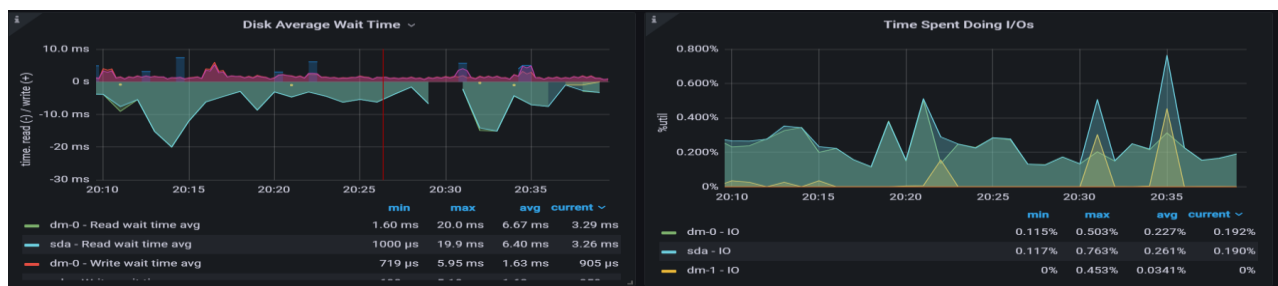 Disk Average Wait Time
10.0 ms
0 s
-10.0 ms
-20 ms
-30 ms
time. read (-) / write (+)
20:10 20:15 20:20 20:25 20:30 20:35
min max avg current
dm-0 - Read wait time avg 1.60 ms 20.0 ms 6.67 ms 3.29 ms
sda - Read wait time avg 1000 µs 19.9 ms 6.40 ms 3.26 ms
dm-0 - Write wait time avg 719 µs 5.95 ms 1.63 ms 905 µs
Time Spent Doing I/Os
0.800%
0.600%
0.400%
0.200%
0%
%util
20:10 20:15 20:20 20:25 20:30 20:35
min max avg current
dm-0 - IO 0.115% 0.503% 0.227% 0.192%
sda - IO 0.117% 0.763% 0.261% 0.190%
dm-1 - IO 0% 0.453% 0.0341% 0%